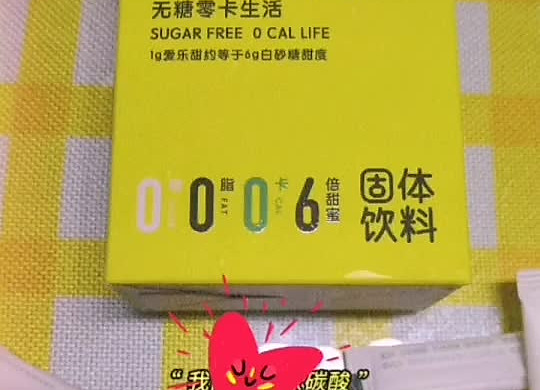 无糖零卡生活
SUGAR FREE 0 CAL LIFE
1g爱乐甜约等于6g白砂糖甜度
0 0脂 FAT 0卡 CAL 6倍甜蜜
固体
饮料
“我 碳酸”